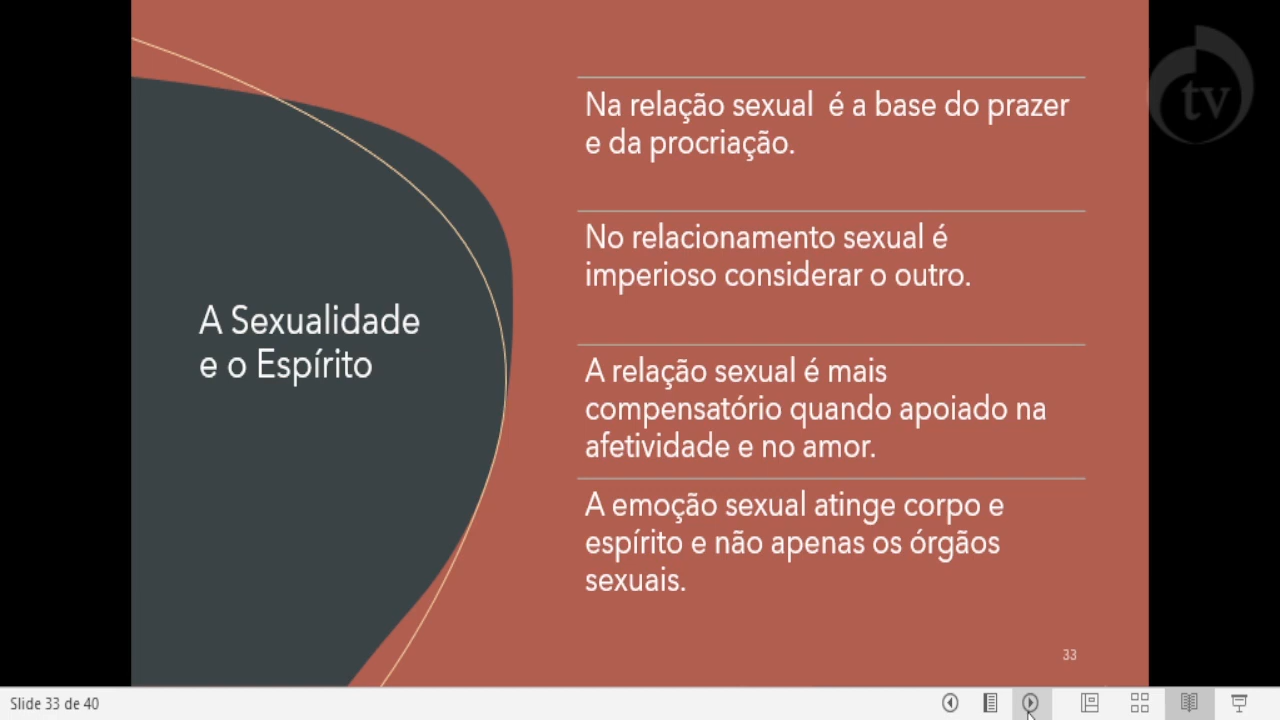 tv
Na relação sexual é a base do prazer
e da procriação.
No relacionamento sexual é
imperioso considerar o outro.
A Sexualidade
e o Espírito
A relação sexual é mais
compensatório quando apoiado na
afetividade e no amor.
A emoção sexual atinge corpo e
espírito e não apenas os órgãos
sexuais.
33
Slide 33 de 40